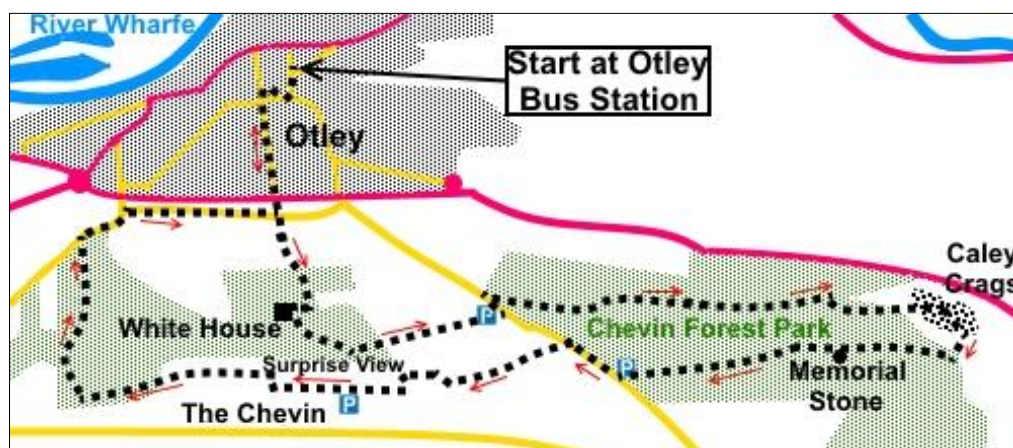 River Wharfe
Start at Otley
Bus Station
Otley
Caley
Crags
White House
P
Chevin Forest Park
Surprise View
P
Memorial
Stone
The Chevin
P